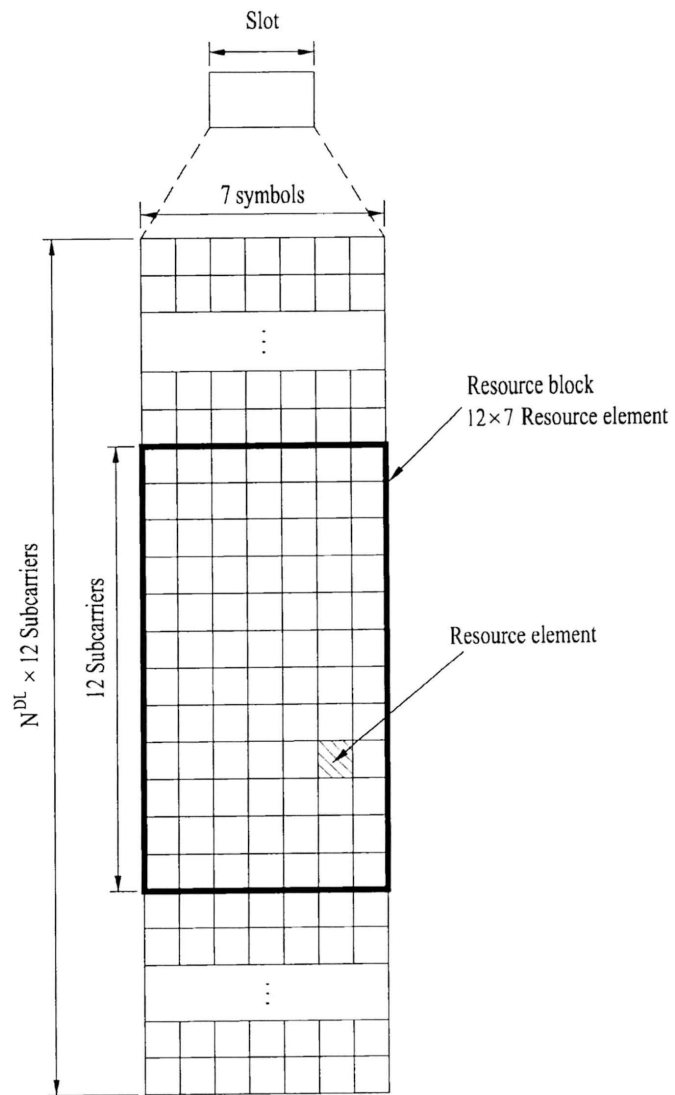 Slot
7 symbols
⋮
Resource block
12×7 Resource element
N^DL × 12 Subcarriers
12 Subcarriers
Resource element
⋮